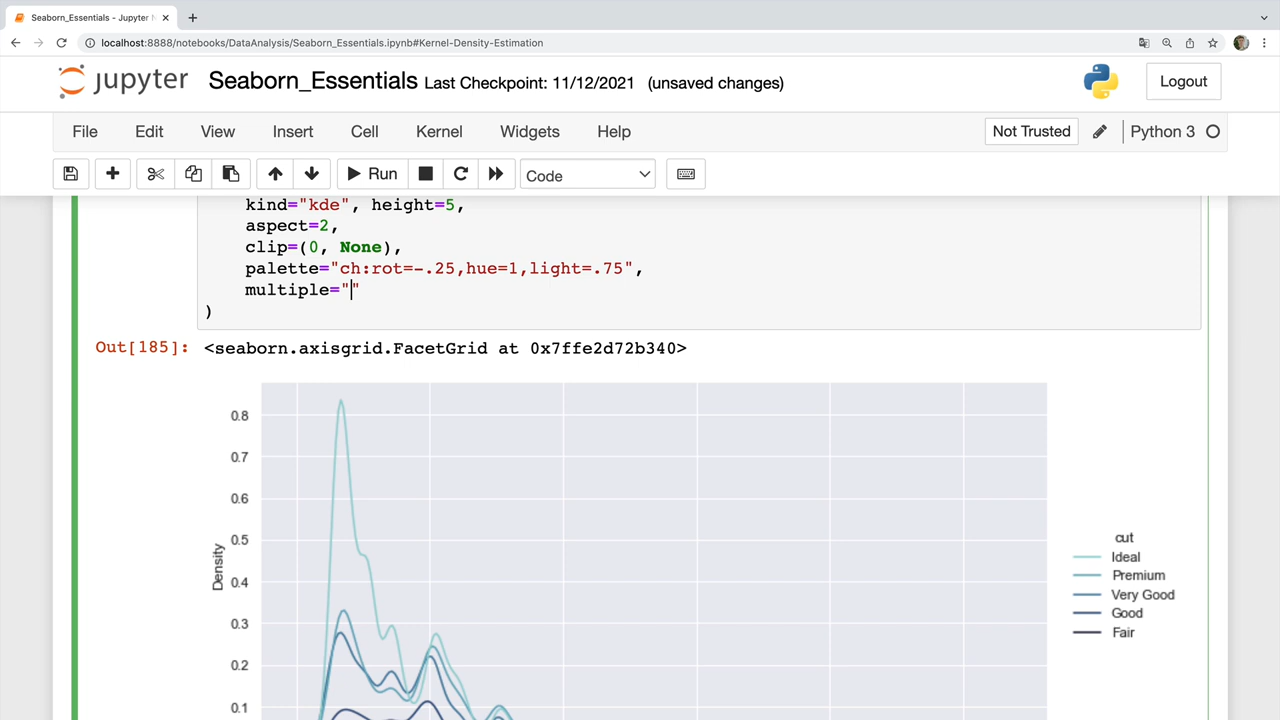 Seaborn_Essentials - Jupyter N
localhost:8888/notebooks/DataAnalysis/Seaborn_Essentials.ipynb#Kernel-Density-Estimation
jupyter Seaborn_Essentials Last Checkpoint: 11/12/2021 (unsaved changes) Logout
File Edit View Insert Cell Kernel Widgets Help Not Trusted Python 3
Run Code
kind="kde", height=5,
aspect=2,
clip=(0, None),
palette="ch:rot=-.25,hue=1,light=.75",
multiple=""
)
Out[185]: <seaborn.axisgrid.FacetGrid at 0x7ffe2d72b340>
0.8
0.7
0.6
0.5
0.4
0.3
0.2
0.1
Density
cut
Ideal
Premium
Very Good
Good
Fair